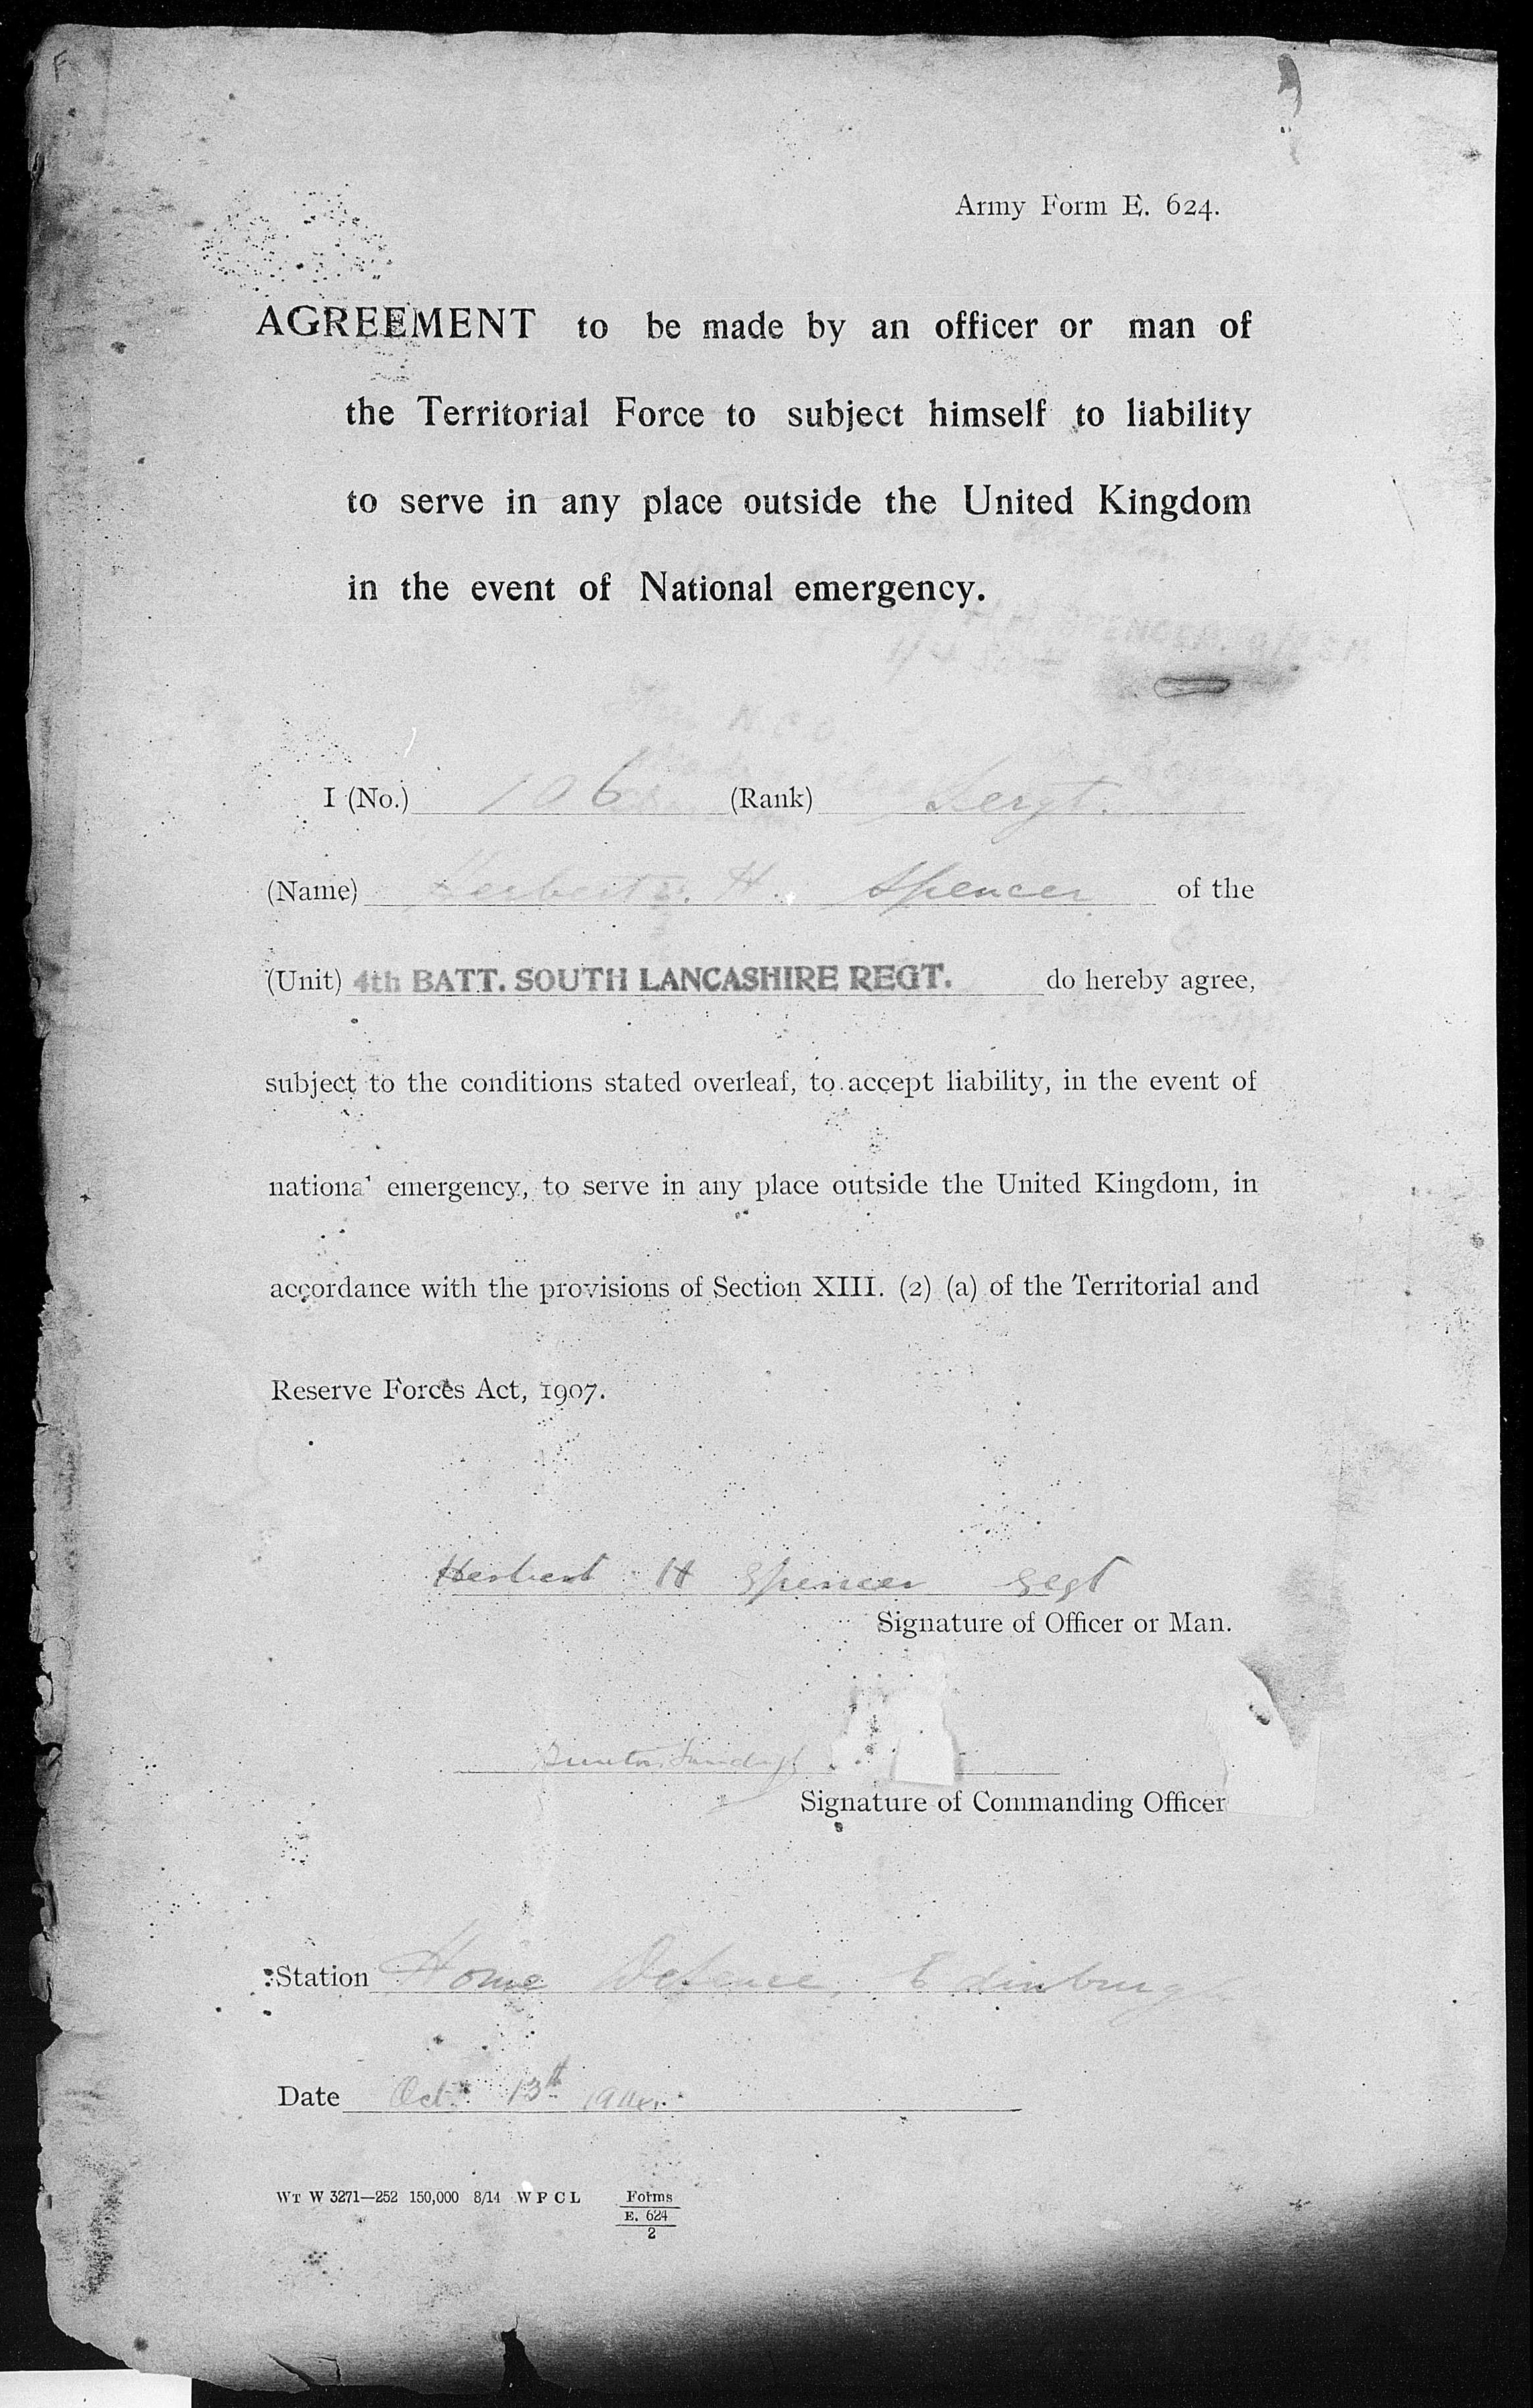 F
Army Form E. 624.
AGREEMENT to be made by an officer or man of
the Territorial Force to subject himself to liability
to serve in any place outside the United Kingdom
in the event of National emergency.
H. H. SPENCER.
N.C.O
I (No.) 106 (Rank) Sergt.
(Name) Herbert H. Spencer of the
(Unit) 4th BATT. SOUTH LANCASHIRE REGT. do hereby agree,
subject to the conditions stated overleaf, to accept liability, in the event of
national emergency, to serve in any place outside the United Kingdom, in
accordance with the provisions of Section XIII. (2) (a) of the Territorial and
Reserve Forces Act, 1907.
Herbert H Spencer Segt
Signature of Officer or Man.
Signature of Commanding Officer
Station Home Defence, Edinburg
Date Oct. 13th 1914.
WT W 3271—252 150,000 8/14 W P C L Forms
E. 624
2